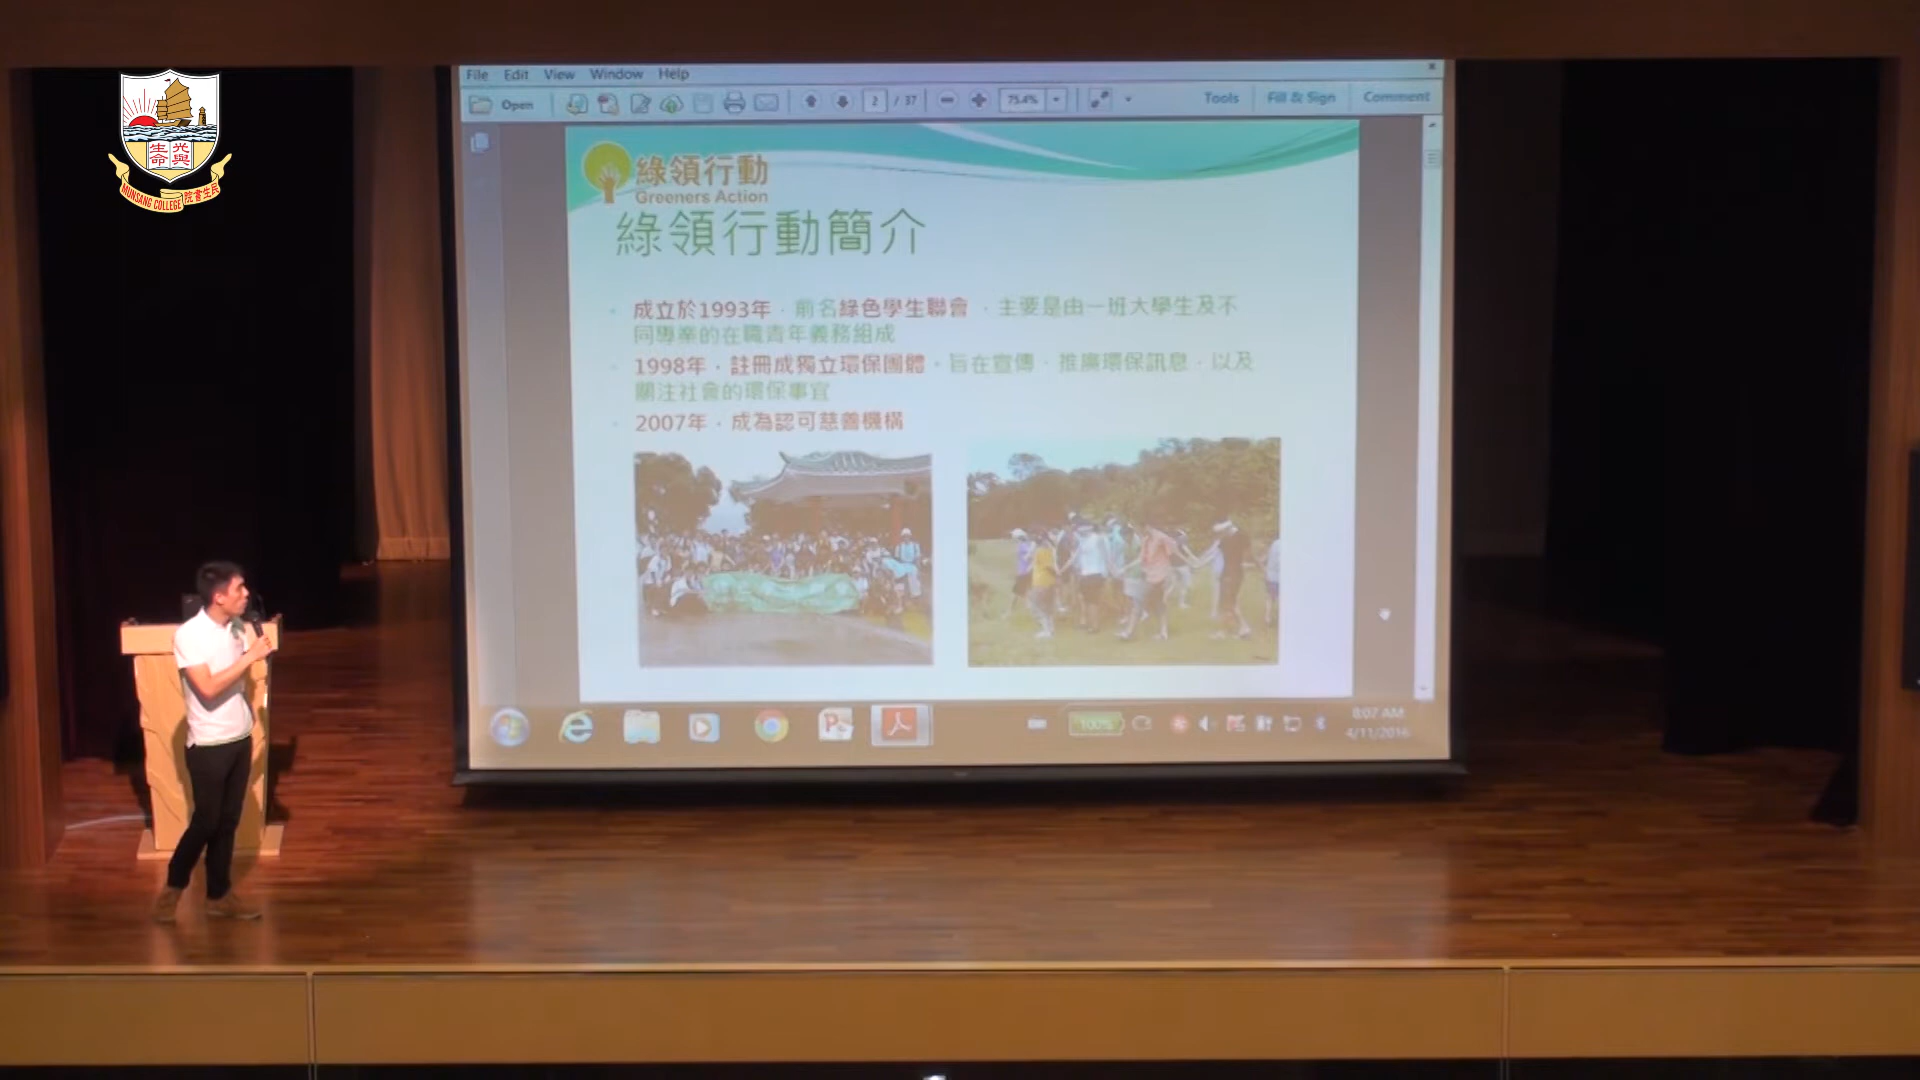 光與
生命
MUNSANG COLLEGE 民生書院
File Edit View Window Help
Open 2 / 37 75.4% Tools Fill & Sign Comment
綠領行動
Greeners Action
綠領行動簡介
成立於1993年，前名綠色學生聯會，主要是由一班大學生及不
同專業的在職青年義務組成
1998年，註冊成獨立環保團體。旨在宣傳、推廣環保訊息，以及
關注社會的環保事宜
2007年，成為認可慈善機構
100%
8:07 AM
4/11/2016